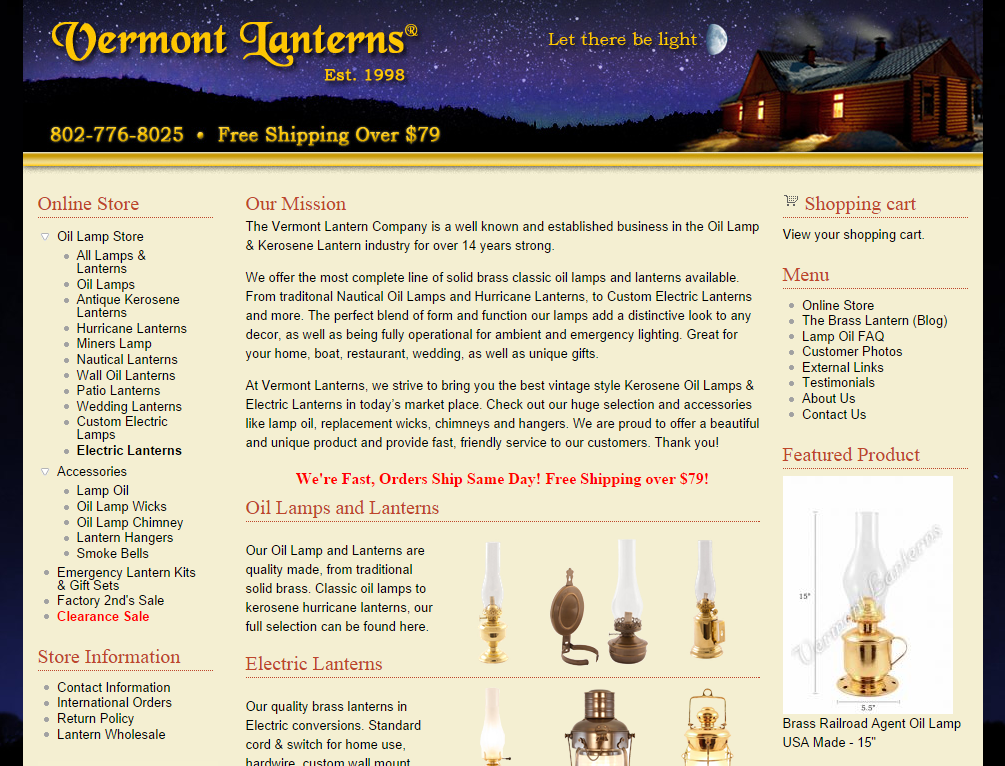 Vermont Lanterns®
Est. 1998
Let there be light
802-776-8025 • Free Shipping Over $79
Online Store
Oil Lamp Store
All Lamps &
Lanterns
Oil Lamps
Antique Kerosene
Lanterns
Hurricane Lanterns
Miners Lamp
Nautical Lanterns
Wall Oil Lanterns
Patio Lanterns
Wedding Lanterns
Custom Electric
Lamps
Electric Lanterns
Accessories
Lamp Oil
Oil Lamp Wicks
Oil Lamp Chimney
Lantern Hangers
Smoke Bells
Emergency Lantern Kits
& Gift Sets
Factory 2nd's Sale
Clearance Sale
Store Information
Contact Information
International Orders
Return Policy
Lantern Wholesale
Our Mission
The Vermont Lantern Company is a well known and established business in the Oil Lamp
& Kerosene Lantern industry for over 14 years strong.
We offer the most complete line of solid brass classic oil lamps and lanterns available.
From traditonal Nautical Oil Lamps and Hurricane Lanterns, to Custom Electric Lanterns
and more. The perfect blend of form and function our lamps add a distinctive look to any
decor, as well as being fully operational for ambient and emergency lighting. Great for
your home, boat, restaurant, wedding, as well as unique gifts.
At Vermont Lanterns, we strive to bring you the best vintage style Kerosene Oil Lamps &
Electric Lanterns in today's market place. Check out our huge selection and accessories
like lamp oil, replacement wicks, chimneys and hangers. We are proud to offer a beautiful
and unique product and provide fast, friendly service to our customers. Thank you!
We're Fast, Orders Ship Same Day! Free Shipping over $79!
Oil Lamps and Lanterns
Our Oil Lamp and Lanterns are
quality made, from traditional
solid brass. Classic oil lamps to
kerosene hurricane lanterns, our
full selection can be found here.
Electric Lanterns
Our quality brass lanterns in
Electric conversions. Standard
cord & switch for home use,
hardwire, custom wall mount
Shopping cart
View your shopping cart.
Menu
Online Store
The Brass Lantern (Blog)
Lamp Oil FAQ
Customer Photos
External Links
Testimonials
About Us
Contact Us
Featured Product
Vermont Lanterns
15"
5.5"
Brass Railroad Agent Oil Lamp
USA Made - 15"